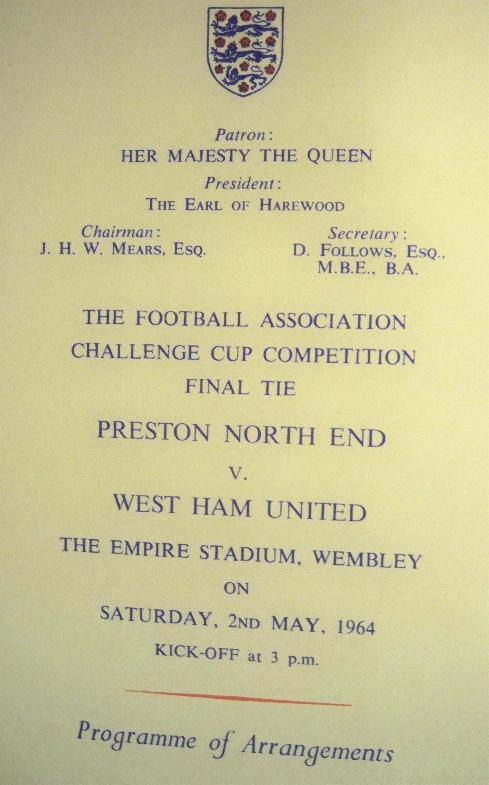 Patron:
HER MAJESTY THE QUEEN
President:
THE EARL OF HAREWOOD
Chairman:
J. H. W. MEARS, ESQ.
Secretary:
D. FOLLOWS, ESQ.,
M.B.E., B.A.
THE FOOTBALL ASSOCIATION
CHALLENGE CUP COMPETITION
FINAL TIE
PRESTON NORTH END
V.
WEST HAM UNITED
THE EMPIRE STADIUM, WEMBLEY
ON
SATURDAY, 2ND MAY, 1964
KICK-OFF at 3 p.m.
Programme of Arrangements